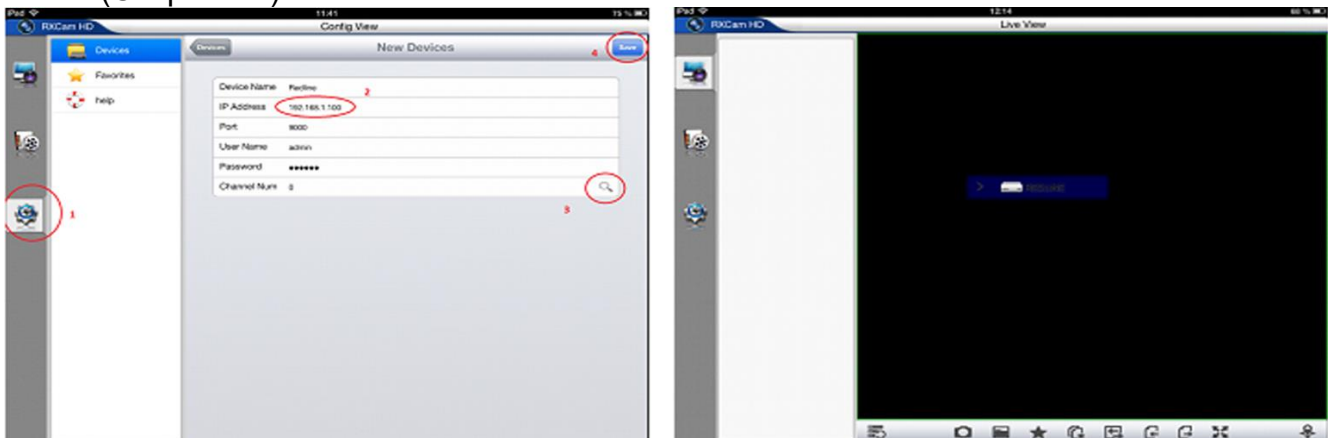 iPad 11:41 75 %
RXCam HD Config View
Devices
Favorites
help
Devices New Devices 4 Save
Device Name Redline 2
IP Address 192.168.1.100
Port 9000
User Name admin
Password ••••••
Channel Num 0
1
3
iPad 12:14
RXCam HD Live View